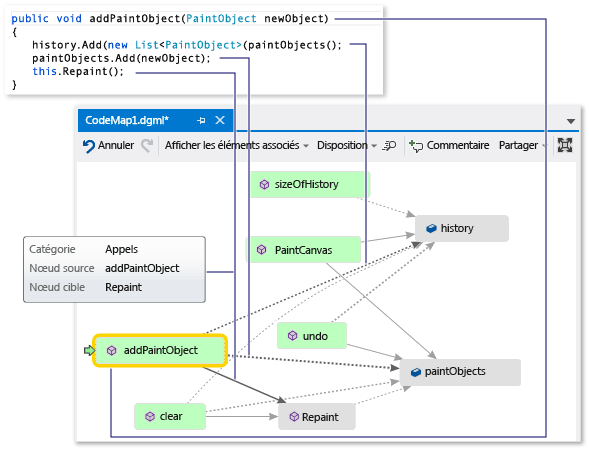 public void addPaintObject(PaintObject newObject)
{
history.Add(new List<PaintObject>(paintObjects();
paintObjects.Add(newObject);
this.Repaint();
}
CodeMap1.dgml*
Annuler Afficher les éléments associés Disposition Commentaire Partager
sizeOfHistory
history
PaintCanvas
Catégorie Appels
Nœud source addPaintObject
Nœud cible Repaint
undo
addPaintObject
paintObjects
clear
Repaint